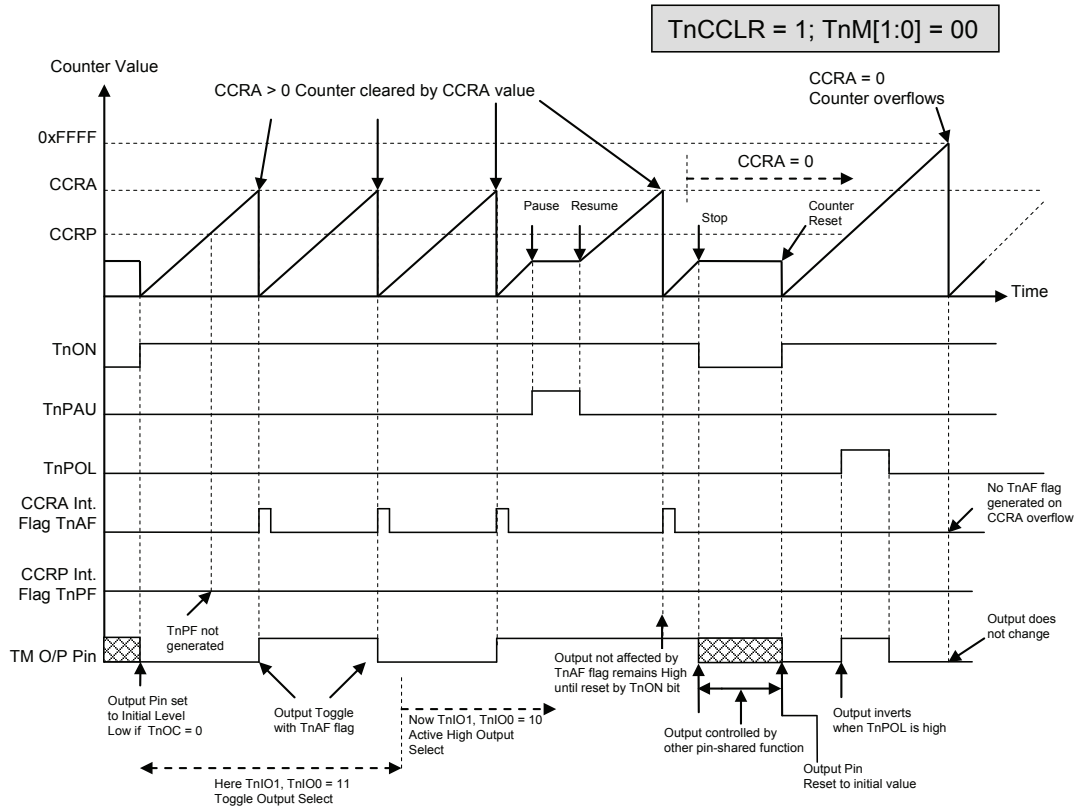 TnCCLR = 1; TnM[1:0] = 00
Counter Value
CCRA > 0 Counter cleared by CCRA value
CCRA = 0
Counter overflows
0xFFFF
CCRA = 0
CCRA
Pause
Resume
Stop
Counter
Reset
CCRP
Time
TnON
TnPAU
TnPOL
No TnAF flag
generated on
CCRA overflow
CCRA Int.
Flag TnAF
CCRP Int.
Flag TnPF
TnPF not
generated
Output does
not change
TM O/P Pin
Output not affected by
TnAF flag remains High
until reset by TnON bit
Output Pin set
to Initial Level
Low if TnOC = 0
Output Toggle
with TnAF flag
Now TnIO1, TnIO0 = 10
Active High Output
Select
Output controlled by
other pin-shared function
Output inverts
when TnPOL is high
Output Pin
Reset to initial value
Here TnIO1, TnIO0 = 11
Toggle Output Select